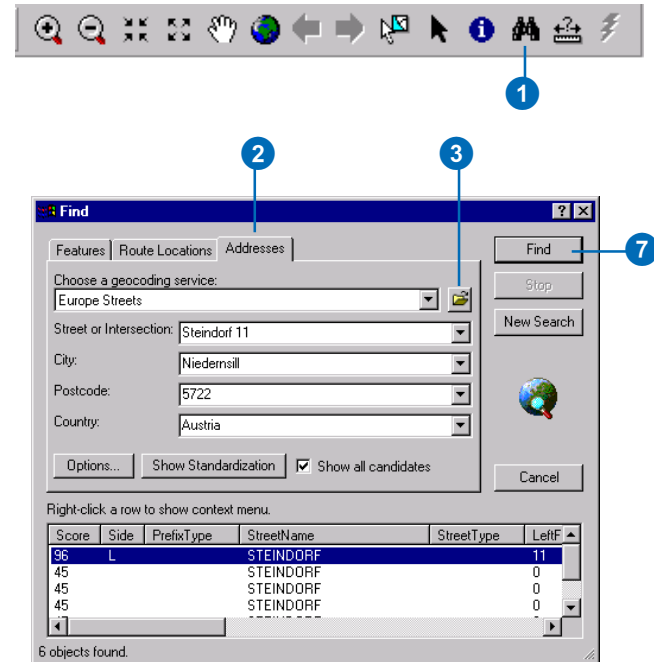 1
2 3
Find
Features Route Locations Addresses Find 7
Choose a geocoding service:
Europe Streets Stop
Street or Intersection: Steindorf 11 New Search
City: Niedernsill
Postcode: 5722
Country: Austria
Options... Show Standardization Show all candidates Cancel
Right-click a row to show context menu.
Score Side PrefixType StreetName StreetType LeftF
96 L STEINDORF 11
45 STEINDORF 0
45 STEINDORF 0
45 STEINDORF 0
6 objects found.